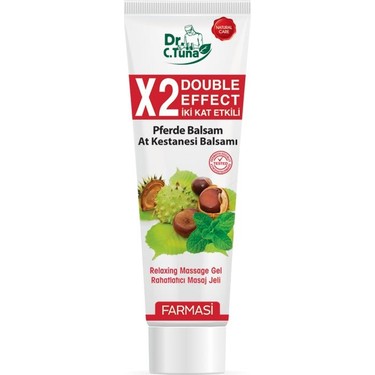 Dr.
C.Tuna
NATURAL
CARE
X2 DOUBLE
EFFECT
İKİ KAT ETKİLİ
Pferde Balsam
At Kestanesi Balsamı
TESTED
Relaxing Massage Gel
Rahatlatıcı Masaj Jeli
FARMASİ